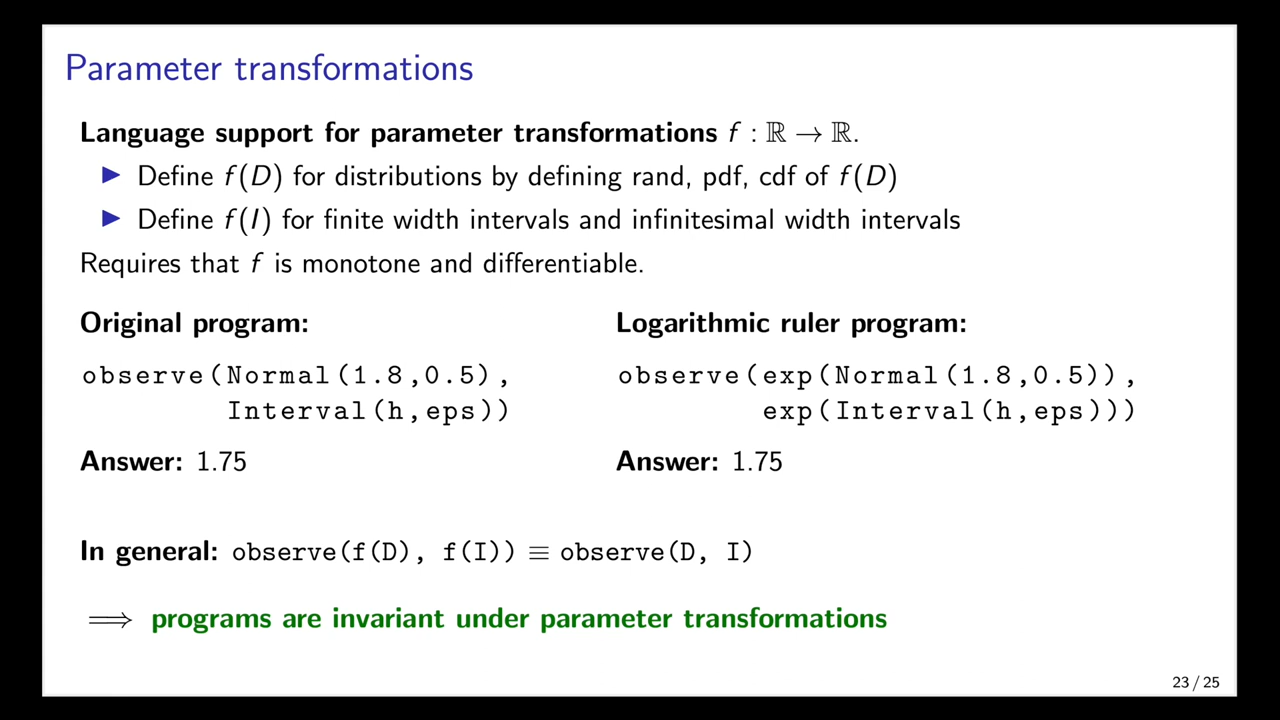 Parameter transformations
Language support for parameter transformations f : ℝ → ℝ.
▶ Define f(D) for distributions by defining rand, pdf, cdf of f(D)
▶ Define f(I) for finite width intervals and infinitesimal width intervals
Requires that f is monotone and differentiable.
Original program:
observe(Normal(1.8,0.5),
Interval(h,eps))
Answer: 1.75
Logarithmic ruler program:
observe(exp(Normal(1.8,0.5)),
exp(Interval(h,eps)))
Answer: 1.75
In general: observe(f(D), f(I)) ≡ observe(D, I)
⟹ programs are invariant under parameter transformations
23 / 25